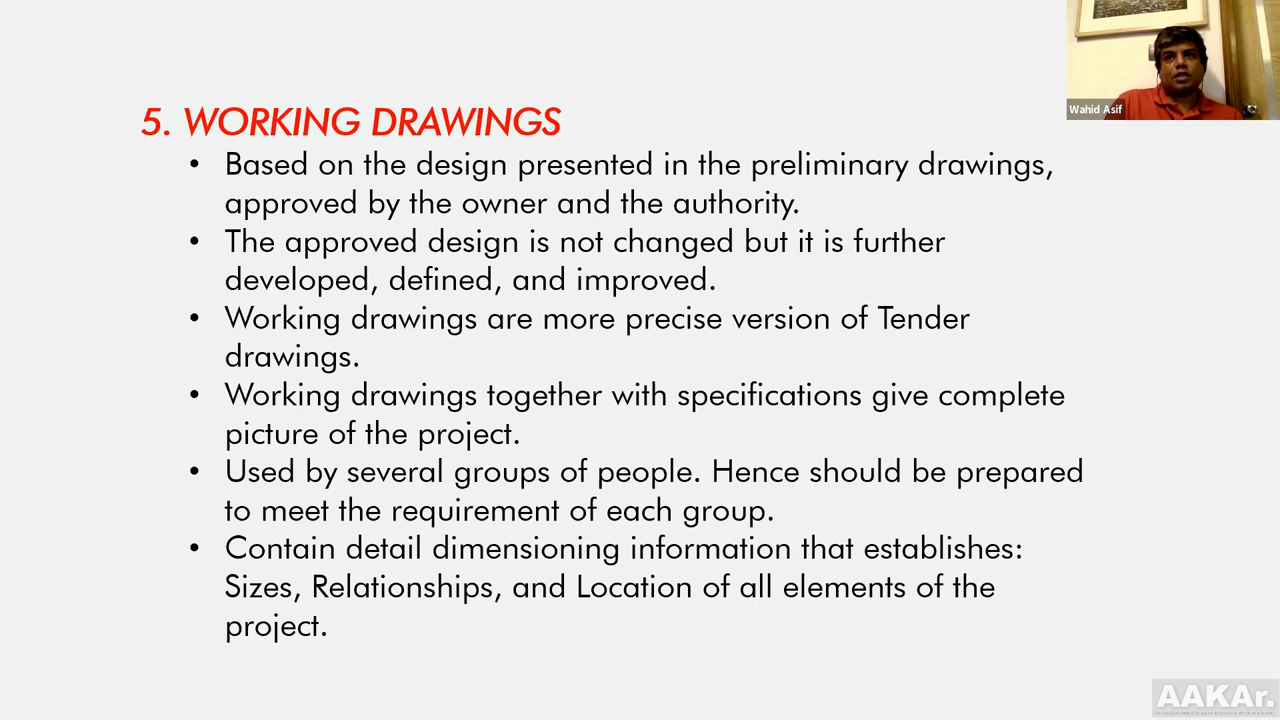 5. WORKING DRAWINGS
• Based on the design presented in the preliminary drawings,
approved by the owner and the authority.
• The approved design is not changed but it is further
developed, defined, and improved.
• Working drawings are more precise version of Tender
drawings.
• Working drawings together with specifications give complete
picture of the project.
• Used by several groups of people. Hence should be prepared
to meet the requirement of each group.
• Contain detail dimensioning information that establishes:
Sizes, Relationships, and Location of all elements of the
project.
Wahid Asif
AAKAr.